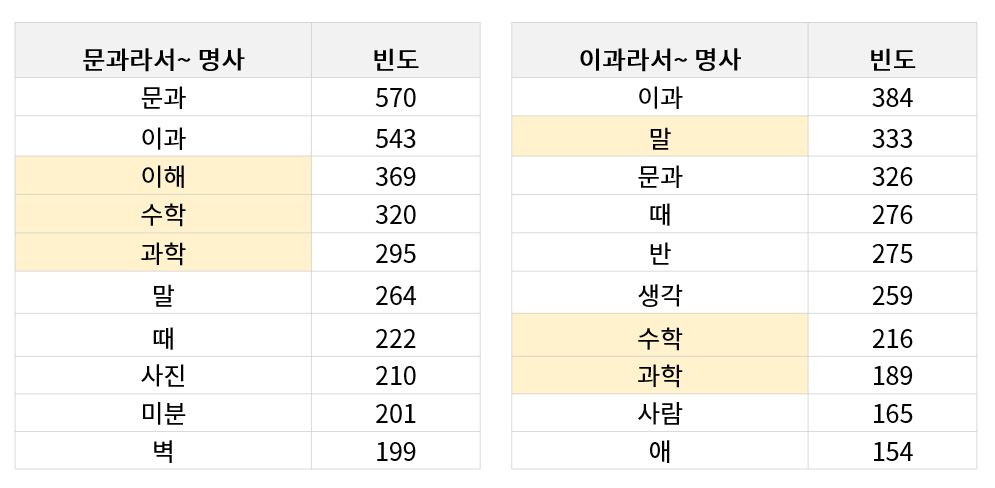 문과라서~ 명사 빈도 이과라서~ 명사 빈도
문과 570 이과 384
이과 543 말 333
이해 369 문과 326
수학 320 때 276
과학 295 반 275
말 264 생각 259
때 222 수학 216
사진 210 과학 189
미분 201 사람 165
벽 199 애 154